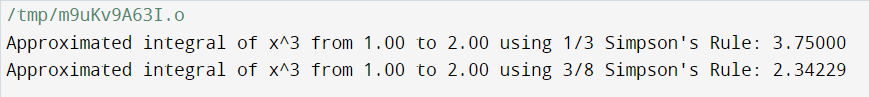 /tmp/m9uKv9A63I.o
Approximated integral of x^3 from 1.00 to 2.00 using 1/3 Simpson's Rule: 3.75000
Approximated integral of x^3 from 1.00 to 2.00 using 3/8 Simpson's Rule: 2.34229